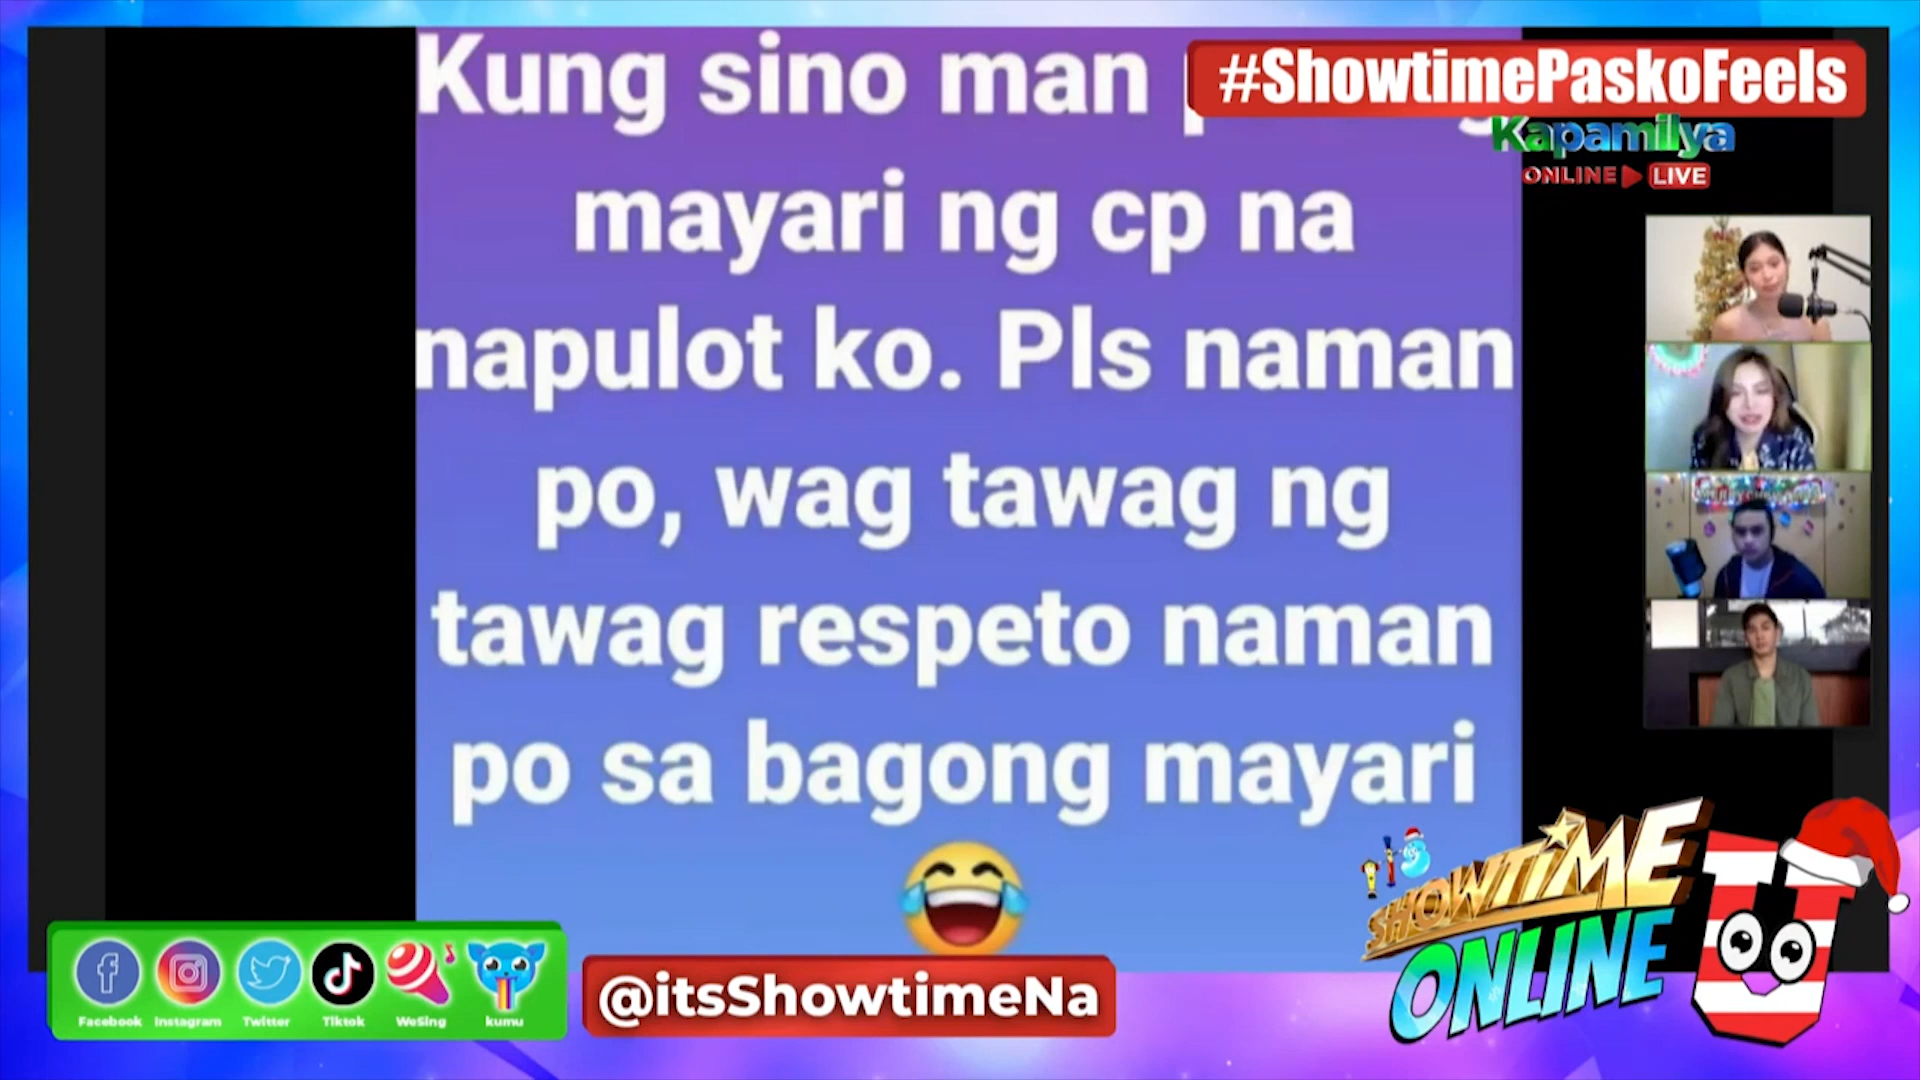 Kung sino man
#ShowtimePaskoFeels
Kapamilya
ONLINE LIVE
mayari ng cp na
napulot ko. Pls naman
po, wag tawag ng
tawag respeto naman
po sa bagong mayari
It's
SHOWTIME
ONLINE U
Facebook Instagram Twitter Tiktok WeSing kumu
@itsShowtimeNa